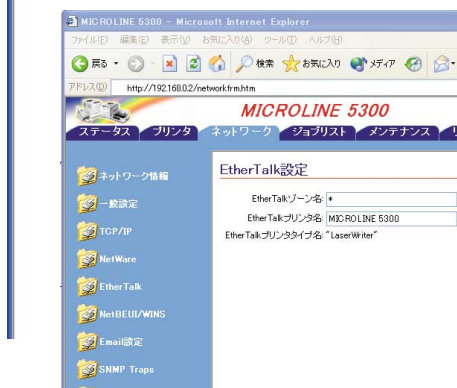 MICROLINE 5300 - Microsoft Internet Explorer
ファイル(F) 編集(E) 表示(V) お気に入り(A) ツール(T) ヘルプ(H)
戻る 検索 お気に入り メディア
アドレス(D) http://192.168.0.2/networkfrm.htm
MICROLINE 5300
ステータス プリンタ ネットワーク ジョブリスト メンテナンス
ネットワーク情報
一般設定
TCP/IP
NetWare
EtherTalk
NetBEUI/WINS
Email設定
SNMP Traps
EtherTalk設定
EtherTalkゾーン名: *
EtherTalkプリンタ名: MICROLINE 5300
EtherTalkプリンタタイプ名: "LaserWriter"